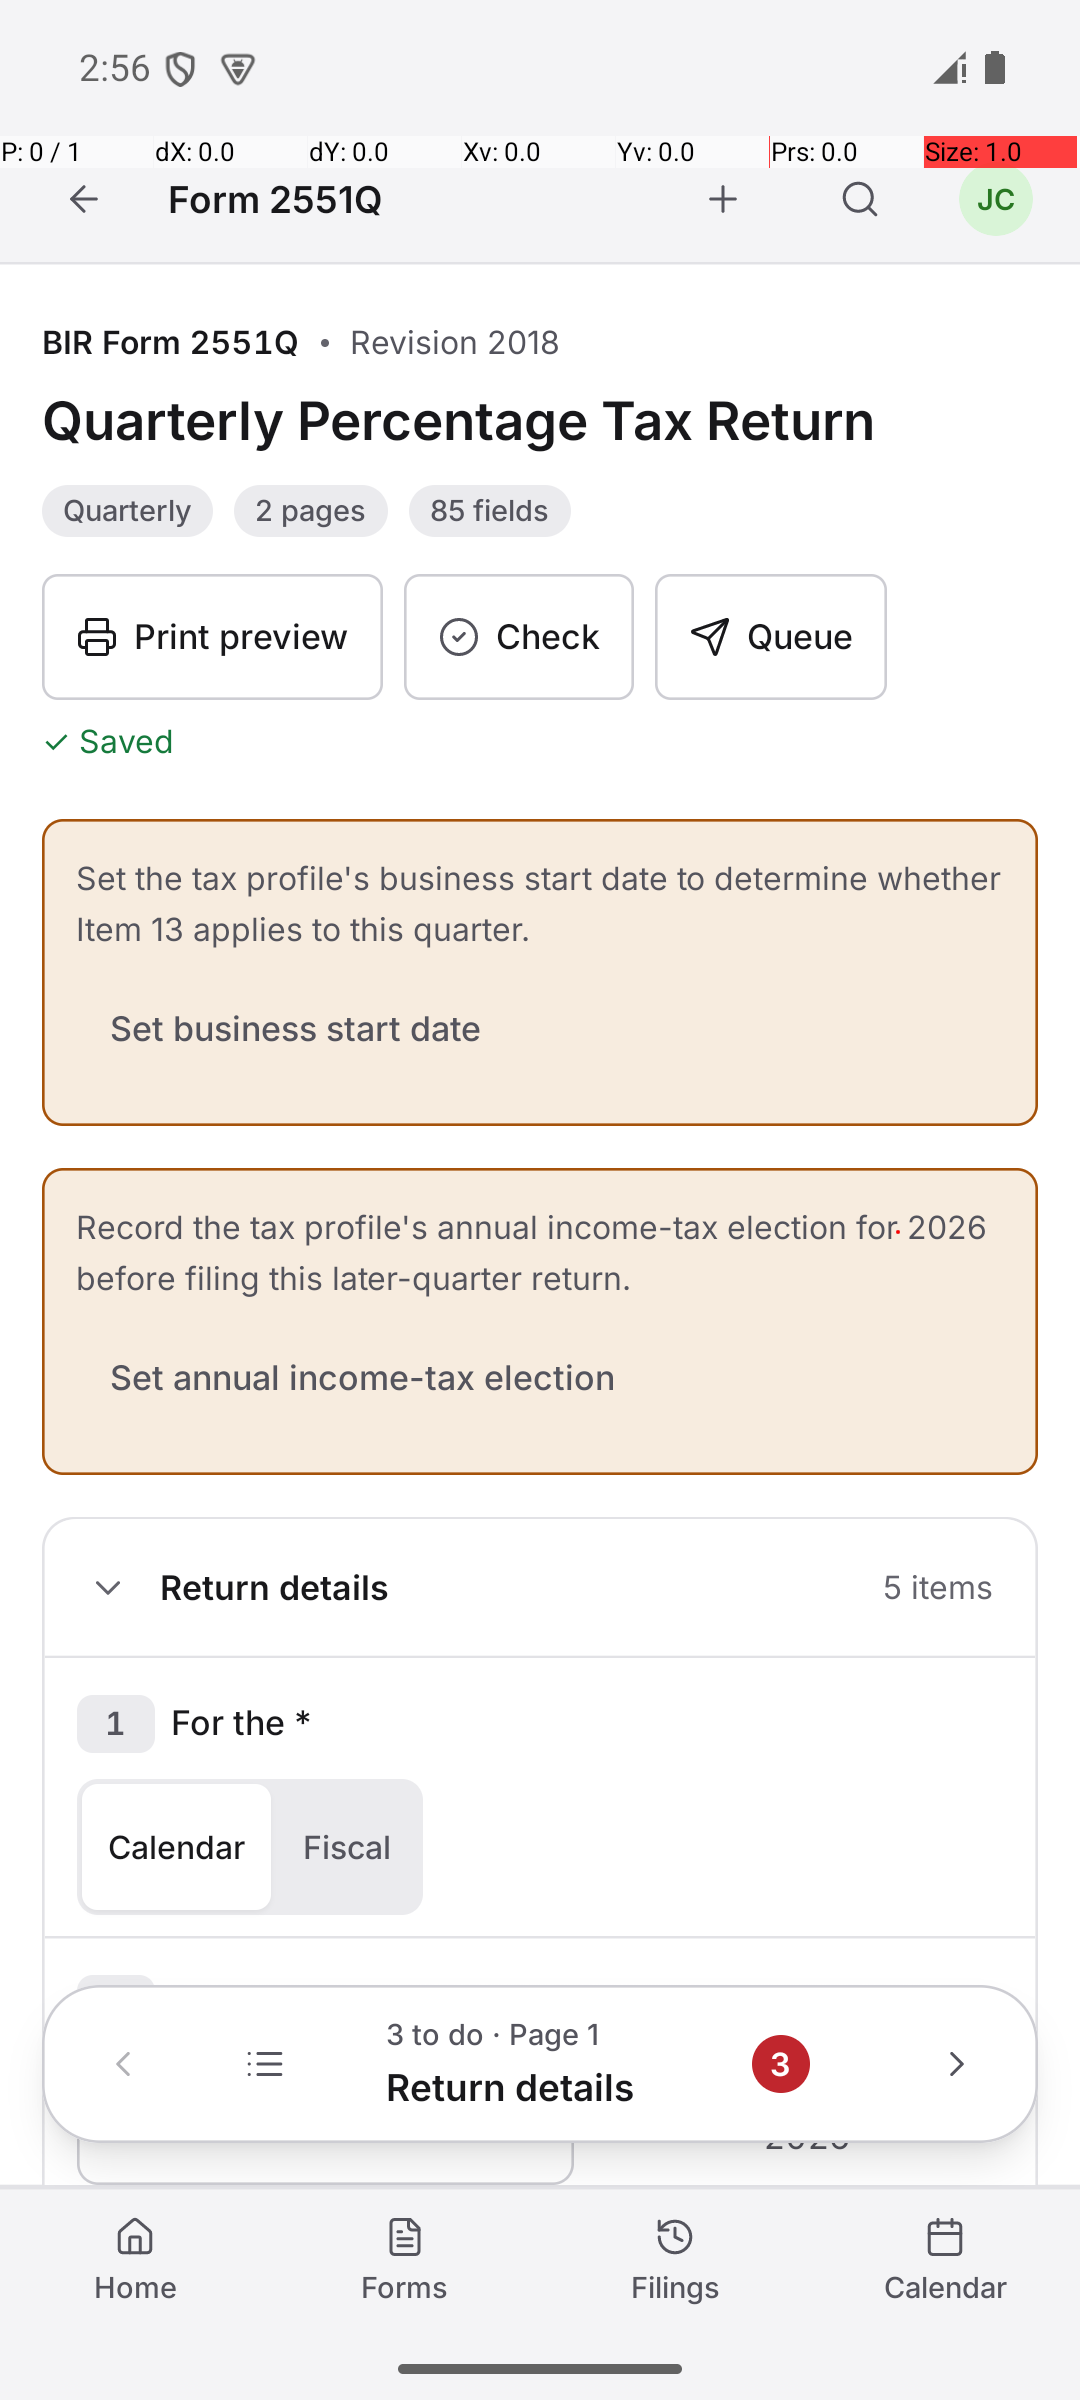 2:56
P: 0 / 1 dX: 0.0 dY: 0.0 Xv: 0.0 Yv: 0.0 Prs: 0.0 Size: 1.0
Form 2551Q JC
BIR Form 2551Q • Revision 2018
Quarterly Percentage Tax Return
Quarterly 2 pages 85 fields
Print preview Check Queue
Saved
Set the tax profile's business start date to determine whether
Item 13 applies to this quarter.
Set business start date
Record the tax profile's annual income-tax election for 2026
before filing this later-quarter return.
Set annual income-tax election
Return details 5 items
1 For the *
Calendar Fiscal
3 to do · Page 1
Return details 3
Home Forms Filings Calendar